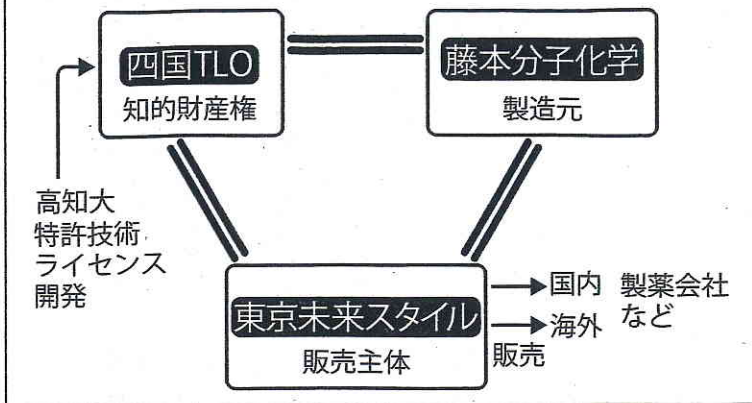 四国TLO
知的財産権
藤本分子化学
製造元
高知大
特許技術
ライセンス
開発
東京未来スタイル
販売主体
国内
海外
製薬会社
など
販売